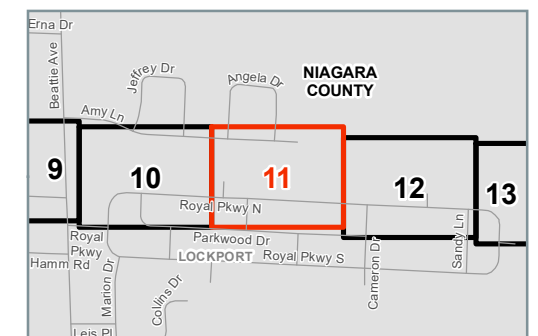 Erna Dr
Beattie Ave
Jeffrey Dr
Angela Dr
NIAGARA
COUNTY
Amy Ln
9
10
11
12
13
Royal Pkwy N
Royal
Pkwy
Parkwood Dr
LOCKPORT
Royal Pkwy S
Hamm Rd
Marion Dr
Collins Dr
Cameron Dr
Sandy Ln
Leis Pl